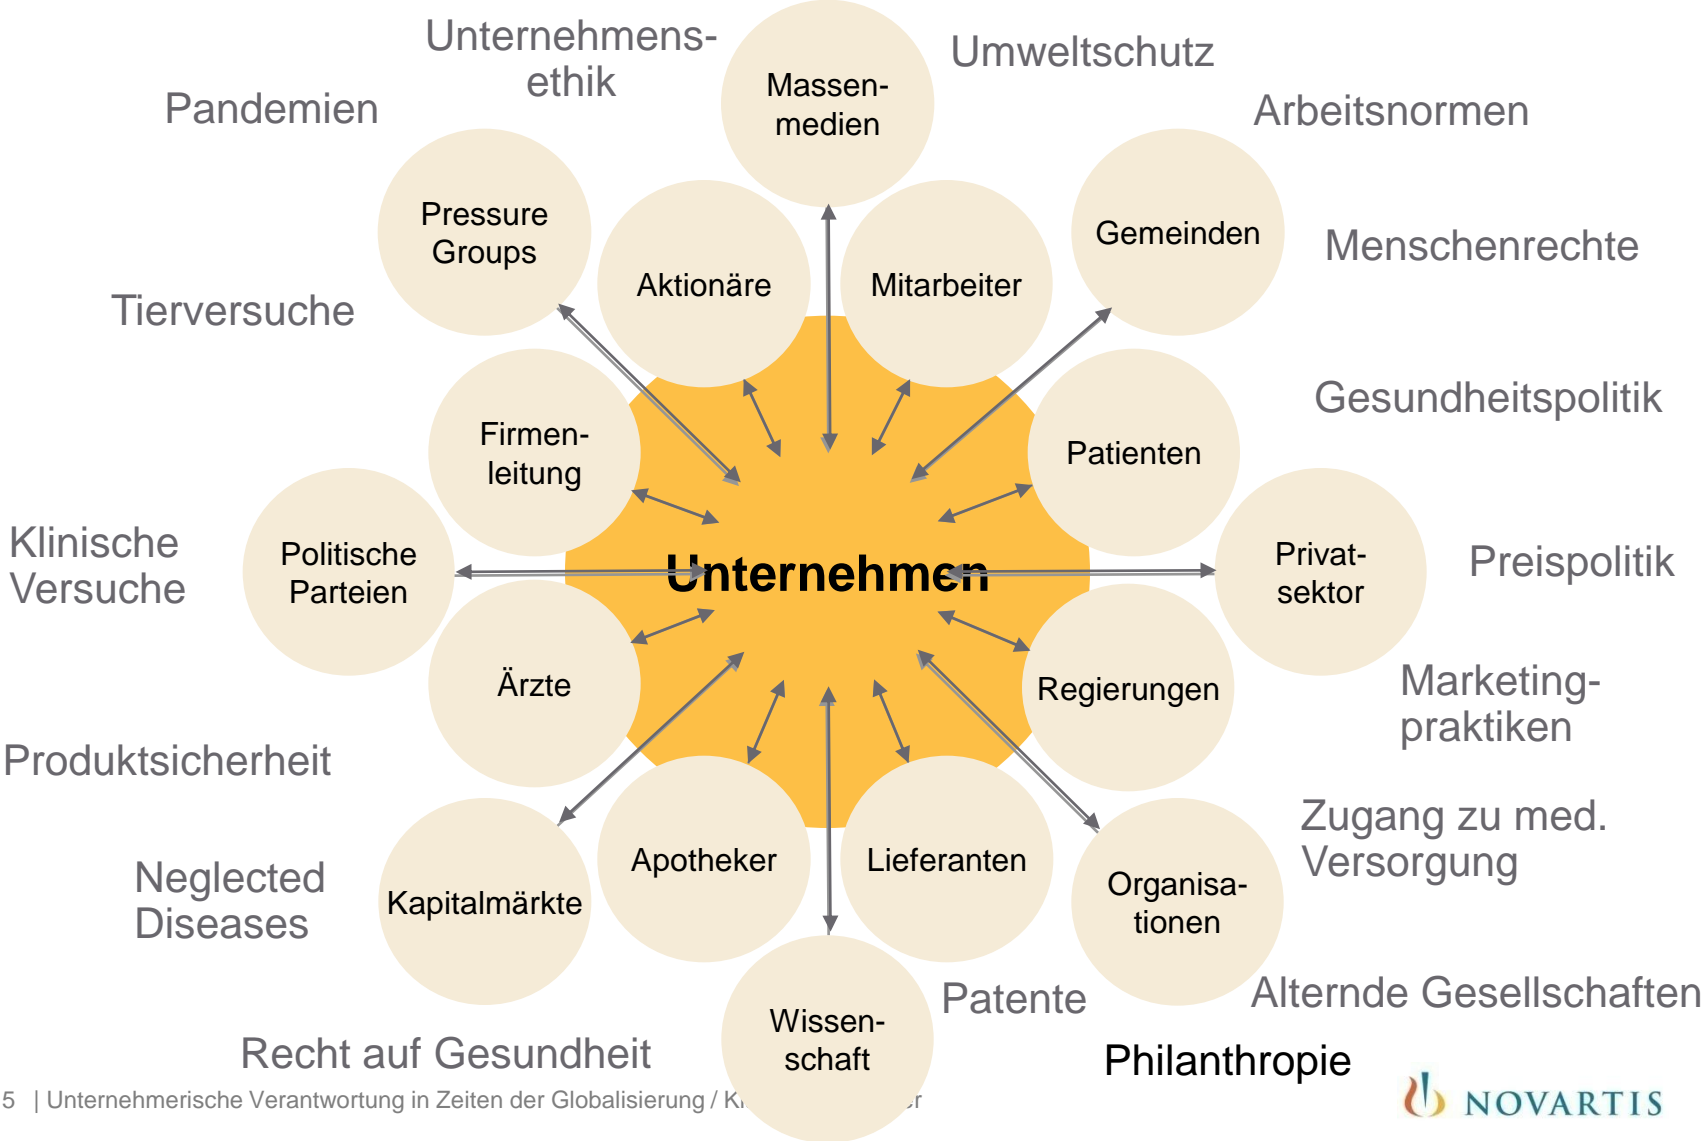 Unternehmens-
ethik
Umweltschutz
Massen-
medien
Pandemien
Arbeitsnormen
Pressure
Groups
Gemeinden
Menschenrechte
Aktionäre
Mitarbeiter
Tierversuche
Gesundheitspolitik
Firmen-
leitung
Patienten
Klinische
Versuche
Politische
Parteien
Unternehmen
Privat-
sektor
Preispolitik
Ärzte
Regierungen
Marketing-
praktiken
Produktsicherheit
Zugang zu med.
Versorgung
Neglected
Diseases
Kapitalmärkte
Apotheker
Lieferanten
Organisa-
tionen
Patente
Alternde Gesellschaften
Recht auf Gesundheit
Wissen-
schaft
Philanthropie
5 | Unternehmerische Verantwortung in Zeiten der Globalisierung /
NOVARTIS